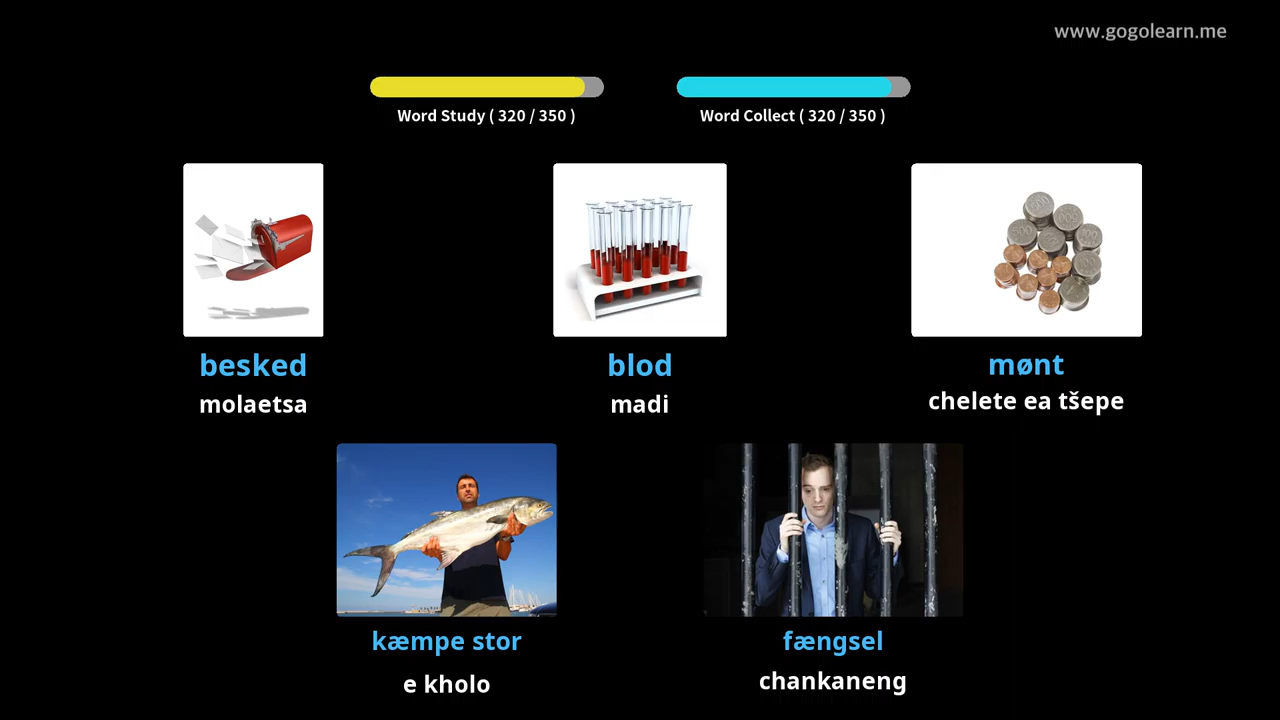 www.gogolearn.me
Word Study ( 320 / 350 )
Word Collect ( 320 / 350 )
besked
molaetsa
blod
madi
mønt
chelete ea tšepe
kæmpe stor
e kholo
fængsel
chankaneng